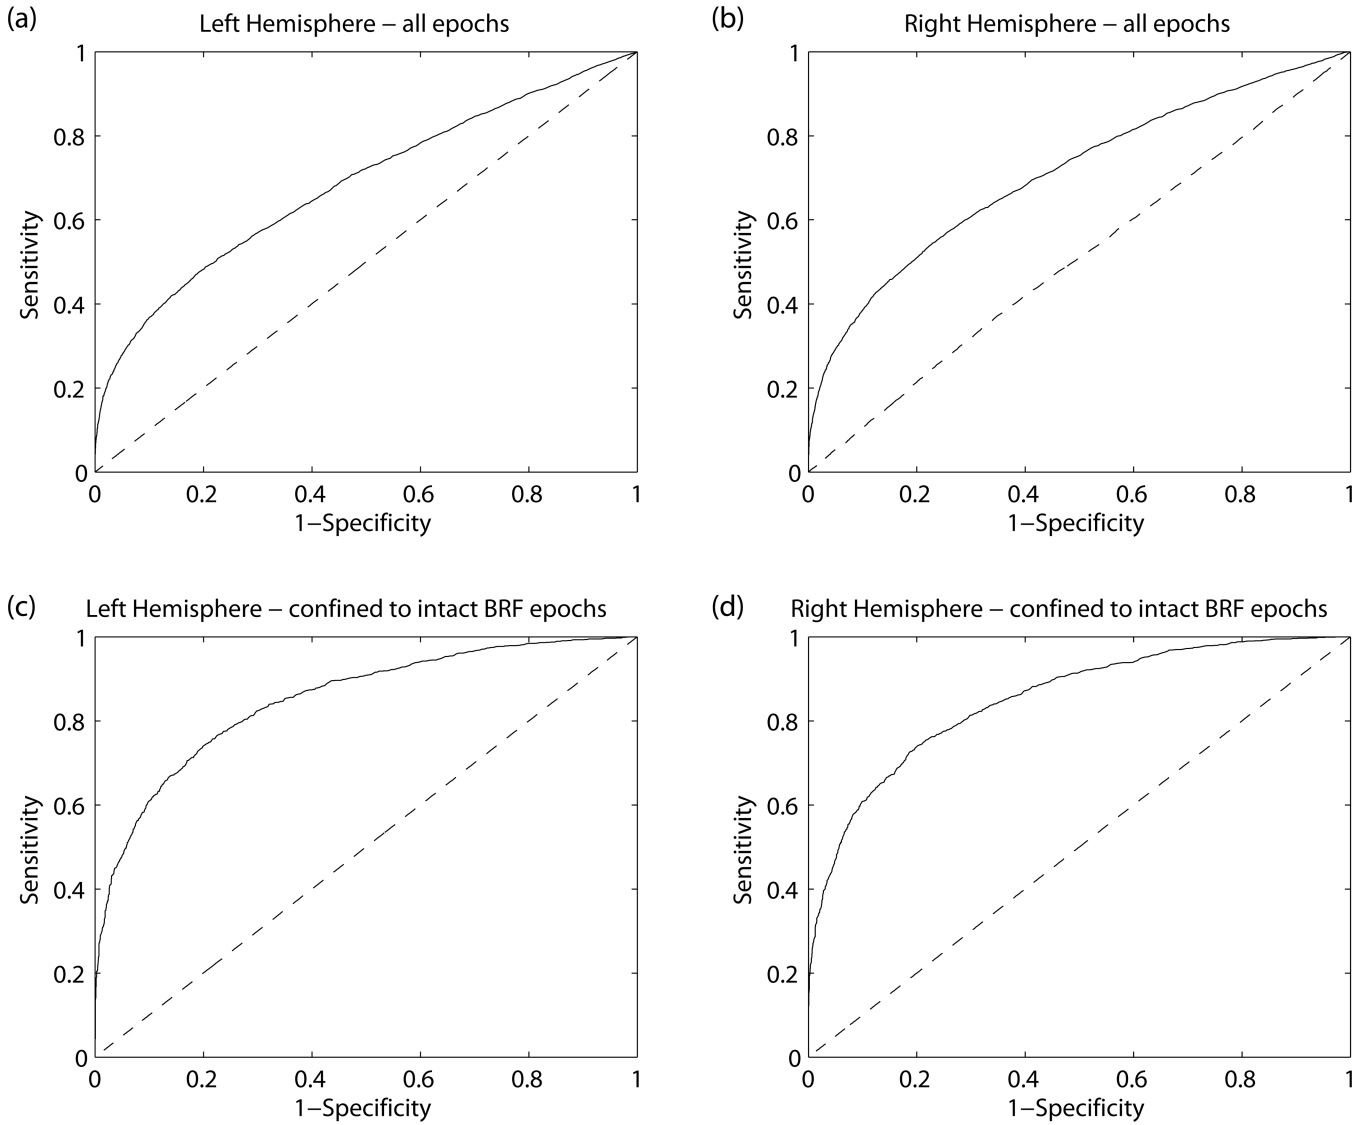 (a)
Left Hemisphere – all epochs
1
0.8
0.6
0.4
0.2
0
Sensitivity
0 0.2 0.4 0.6 0.8 1
1–Specificity
(b)
Right Hemisphere – all epochs
1
0.8
0.6
0.4
0.2
0
Sensitivity
0 0.2 0.4 0.6 0.8 1
1–Specificity
(c)
Left Hemisphere – confined to intact BRF epochs
1
0.8
0.6
0.4
0.2
0
Sensitivity
0 0.2 0.4 0.6 0.8 1
1–Specificity
(d)
Right Hemisphere – confined to intact BRF epochs
1
0.8
0.6
0.4
0.2
0
Sensitivity
0 0.2 0.4 0.6 0.8 1
1–Specificity